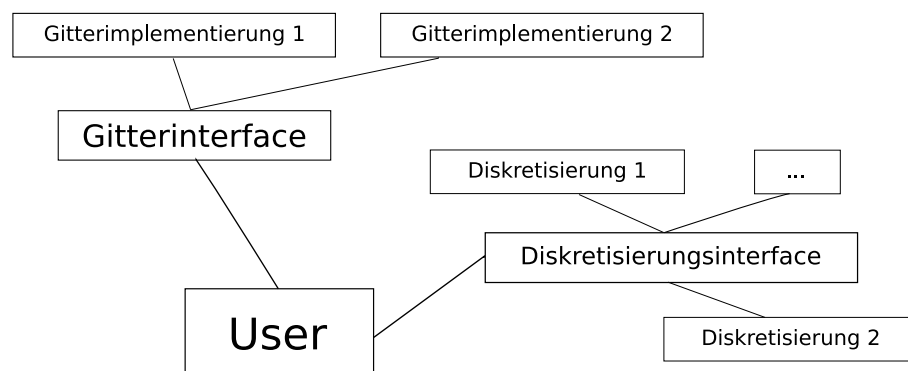 Gitterimplementierung 1
Gitterimplementierung 2
Gitterinterface
Diskretisierung 1
...
Diskretisierungsinterface
User
Diskretisierung 2